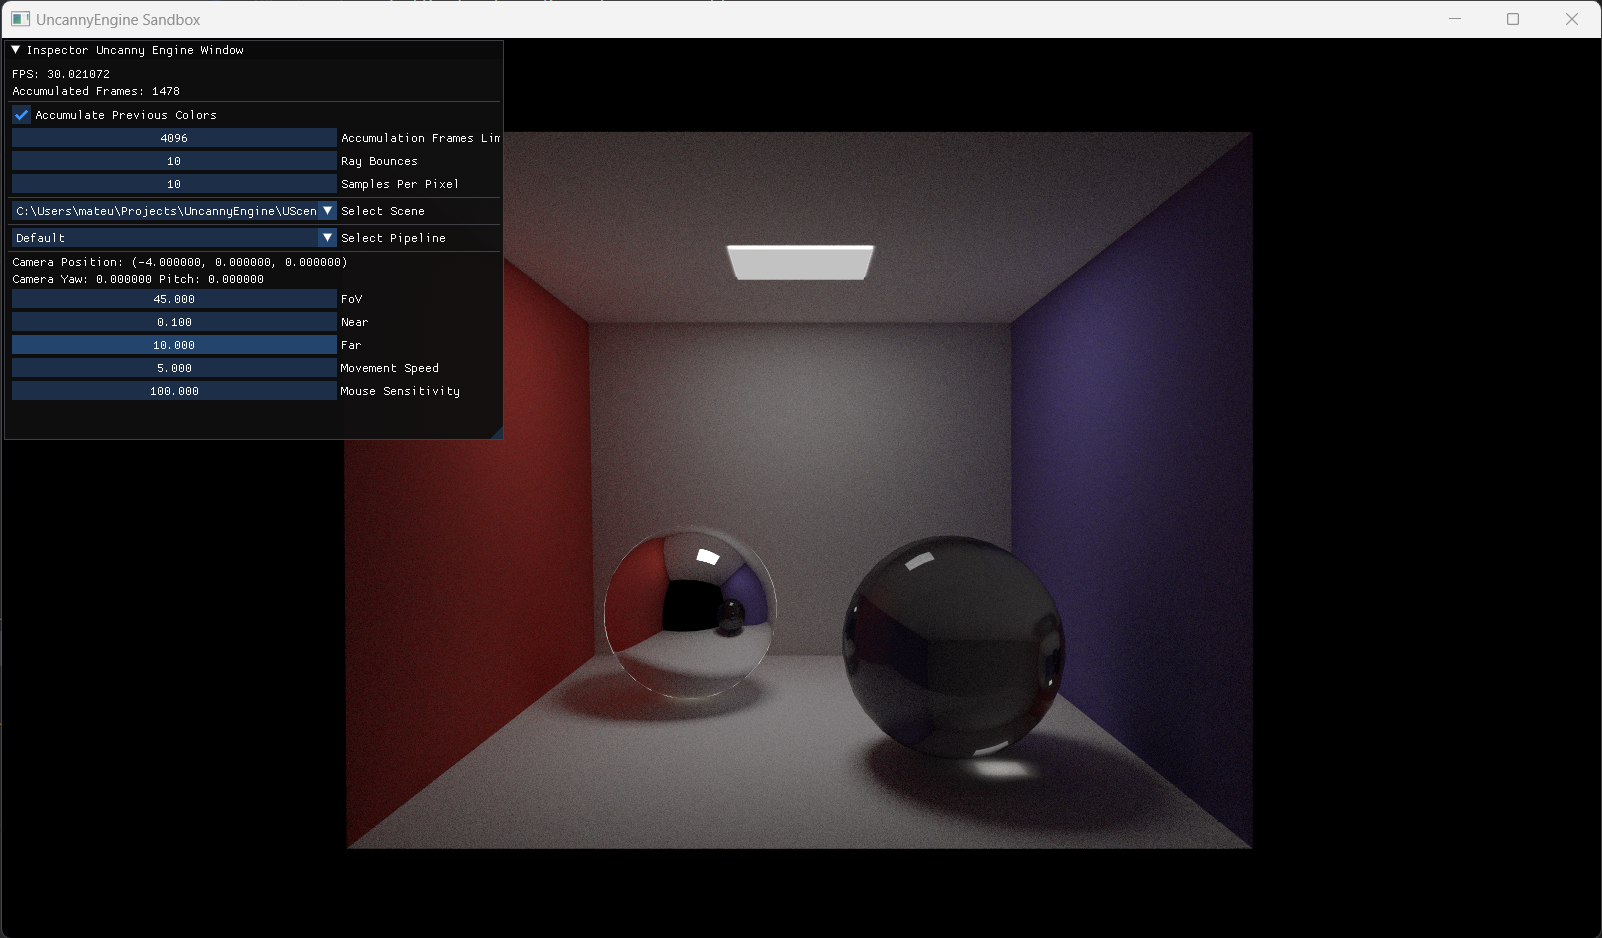 UncannyEngine Sandbox
Inspector Uncanny Engine Window
FPS: 30.021072
Accumulated Frames: 1478
Accumulate Previous Colors
4096 Accumulation Frames Lim
10 Ray Bounces
10 Samples Per Pixel
C:\Users\mateu\Projects\UncannyEngine\UScen Select Scene
Default Select Pipeline
Camera Position: (-4.000000, 0.000000, 0.000000)
Camera Yaw: 0.000000 Pitch: 0.000000
45.000 FoV
0.100 Near
10.000 Far
5.000 Movement Speed
100.000 Mouse Sensitivity